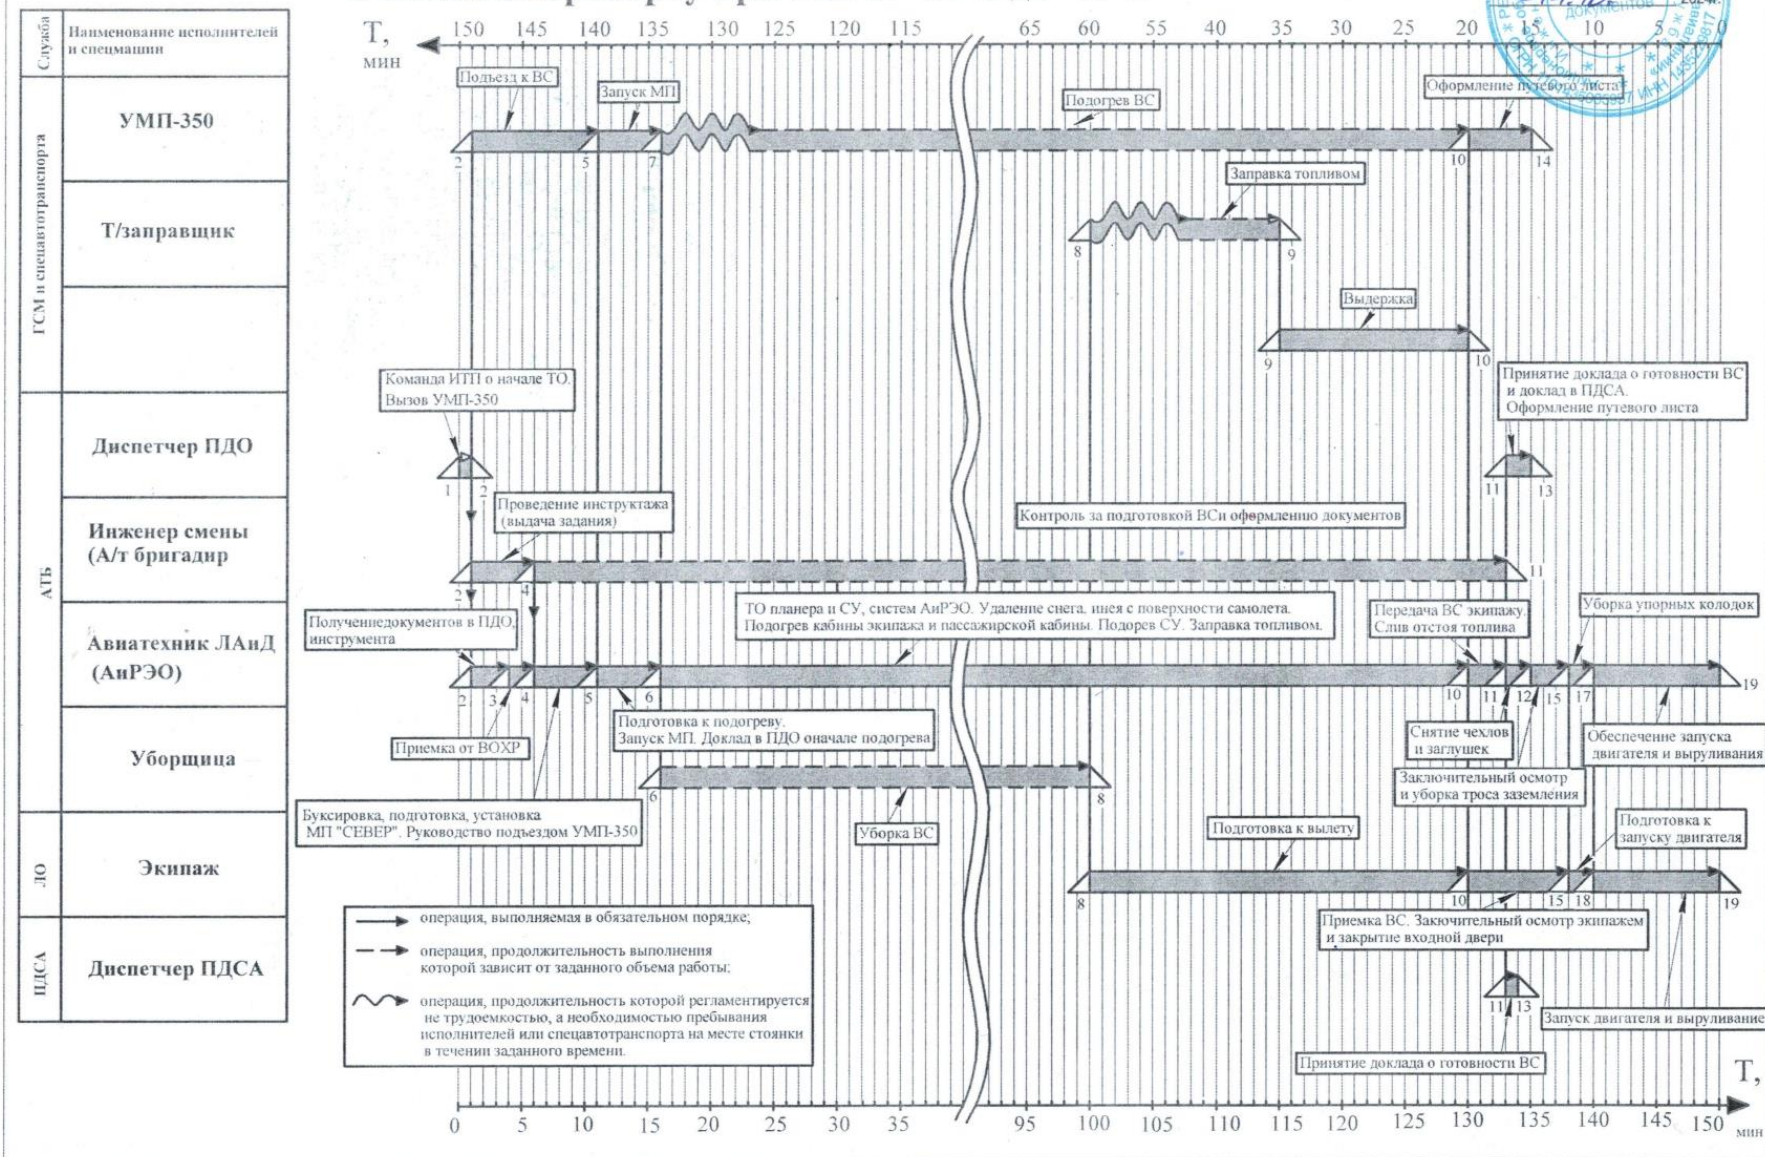 Служба
Наименование исполнителей
и спецмашин
Т,
мин
150 145 140 135 130 125 120 115 65 60 55 50 45 40 35 30 25 20 15 10 5 0
документов
2024г.
ГСМ и спецавтотранспорта
УМП-350
Подъезд к ВС
Запуск МП
Подогрев ВС
Оформление путевого листа
2 5 7 10 14
Т/заправщик
Заправка топливом
8 9
Выдержка
9 10
АТБ
Диспетчер ПДО
Команда ИТП о начале ТО.
Вызов УМП-350
1 2
Принятие доклада о готовности ВС
и доклад в ПДСА.
Оформление путевого листа
11 13
Инженер смены
(А/т бригадир
Проведение инструктажа
(выдача задания)
Контроль за подготовкой ВСи оформлению документов
2 4 11
Авиатехник ЛАиД
(АиРЭО)
Получениедокументов в ПДО,
инструмента
ТО планера и СУ, систем АиРЭО. Удаление снега, инея с поверхности самолета.
Подогрев кабины экипажа и пассажирской кабины. Подорев СУ. Заправка топливом.
Передача ВС экипажу.
Слив отстоя топлива
Уборка упорных колодок
2 3 4 5 6 10 11 12 15 17 19
Приемка от ВОХР
Подготовка к подогреву.
Запуск МП. Доклад в ПДО оначале подогрева
Снятие чехлов
и заглушек
Обеспечение запуска
двигателя и выруливания
Заключительный осмотр
и уборка троса заземления
Буксировка, подготовка, установка
МП "СЕВЕР". Руководство подъездом УМП-350
Уборщица
6 8
Уборка ВС
ЛО
Экипаж
Подготовка к вылету
Подготовка к
запуску двигателя
8 10 15 18 19
Приемка ВС. Заключительный осмотр экипажем
и закрытие входной двери
ПДСА
Диспетчер ПДСА
11 13
Запуск двигателя и выруливание
Принятие доклада о готовности ВС
операция, выполняемая в обязательном порядке;
операция, продолжительность выполнения
которой зависит от заданного объема работы;
операция, продолжительность которой регламентируется
не трудоемкостью, а необходимостью пребывания
исполнителей или спецавтотранспорта на месте стоянки
в течении заданного времени.
Т,
мин
0 5 10 15 20 25 30 35 95 100 105 110 115 120 125 130 135 140 145 150